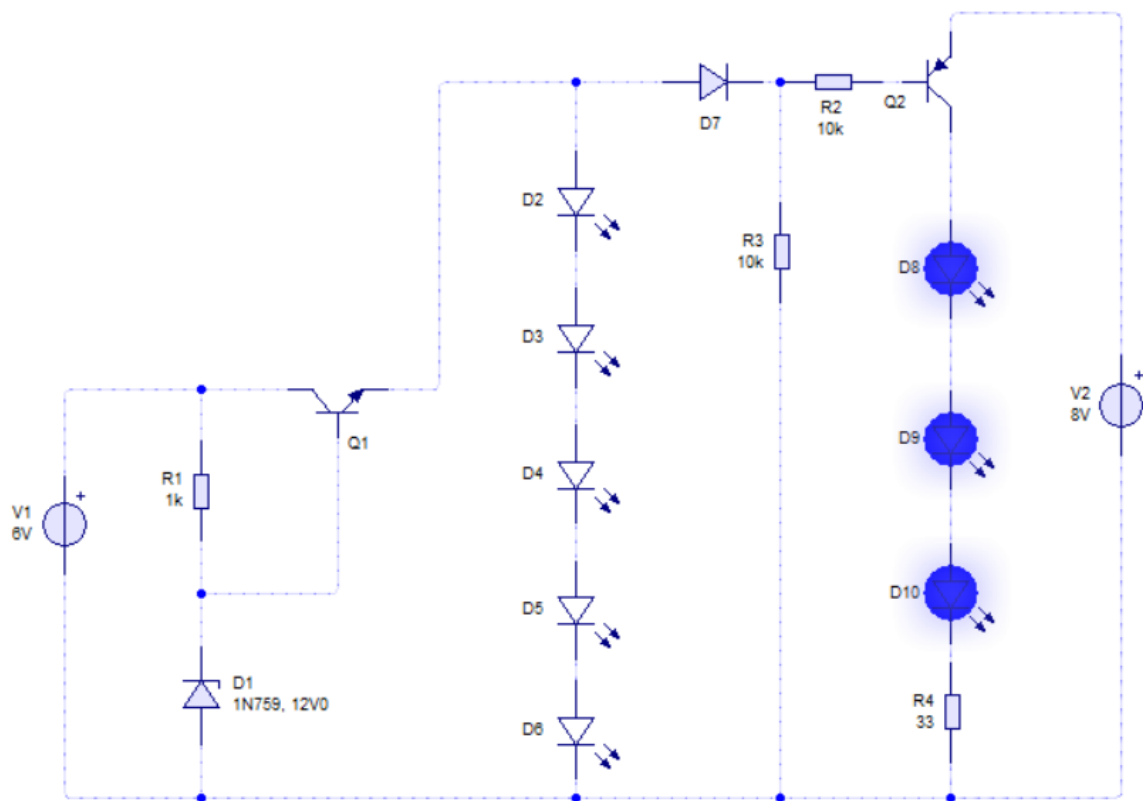 D7
R2
10k
Q2
D2
R3
10k
D8
D3
V2
8V
+
D9
Q1
D4
R1
1k
V1
6V
+
D10
D5
D1
1N759, 12V0
R4
33
D6